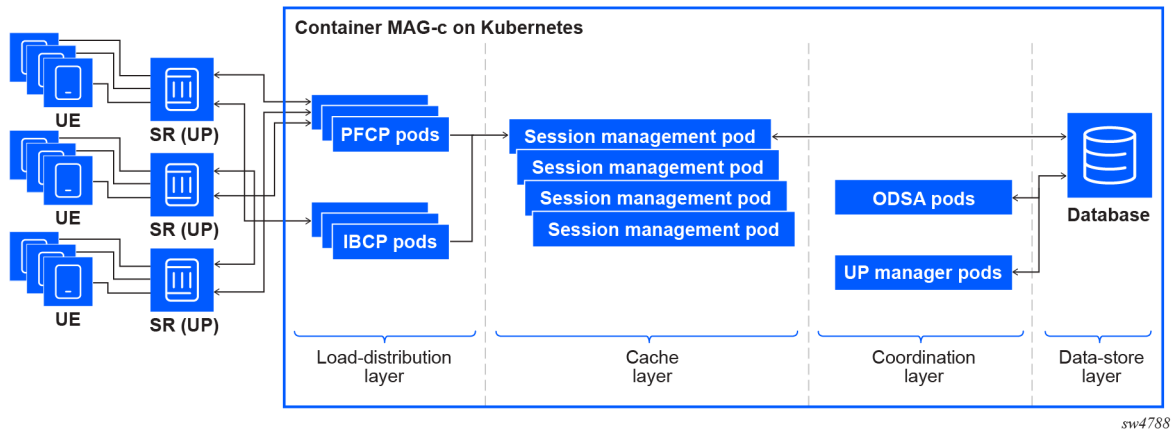 Container MAG-c on Kubernetes
UE
SR (UP)
UE
SR (UP)
UE
SR (UP)
PFCP pods
IBCP pods
Session management pod
Session management pod
Session management pod
Session management pod
ODSA pods
UP manager pods
Database
Load-distribution
layer
Cache
layer
Coordination
layer
Data-store
layer
sw4788